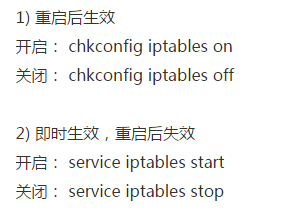 1) 重启后生效
开启： chkconfig iptables on
关闭： chkconfig iptables off
2) 即时生效，重启后失效
开启： service iptables start
关闭： service iptables stop